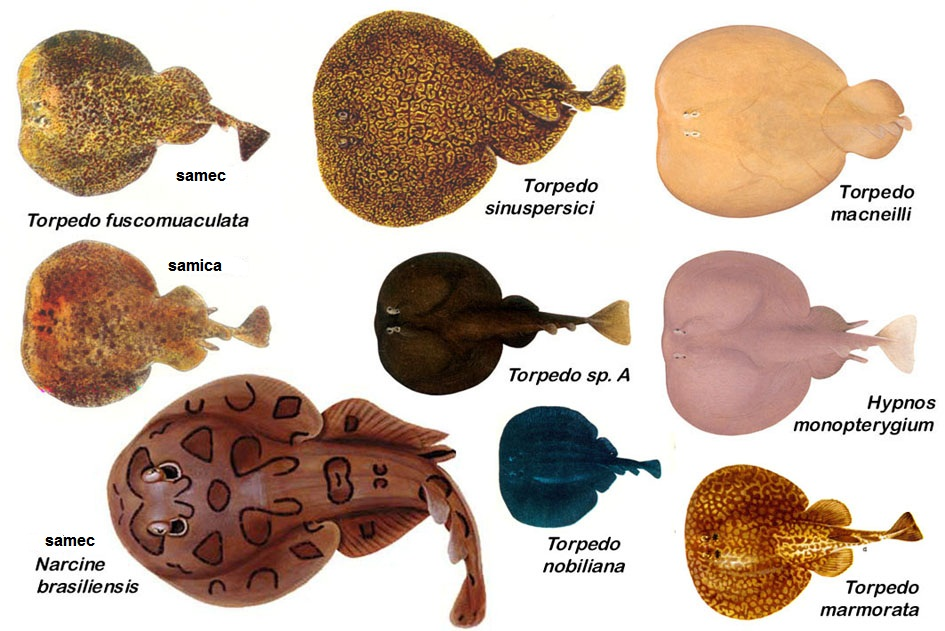 samec
Torpedo fuscomuaculata
Torpedo
sinuspersici
Torpedo
macneilli
samica
Torpedo sp. A
Hypnos
monopterygium
samec
Narcine
brasiliensis
Torpedo
nobiliana
Torpedo
marmorata